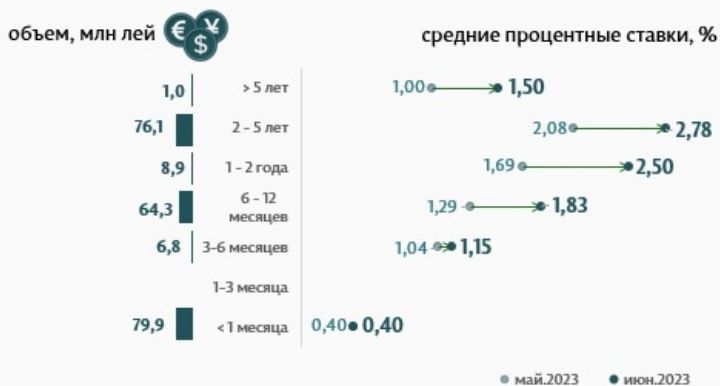 объем, млн лей € ¥ $
средние процентные ставки, %
1,0 > 5 лет 1,00 1,50
76,1 2 - 5 лет 2,08 2,78
8,9 1 - 2 года 1,69 2,50
64,3 6 - 12 месяцев 1,29 1,83
6,8 3-6 месяцев 1,04 1,15
1-3 месяца
79,9 < 1 месяца 0,40 0,40
май.2023 июн.2023